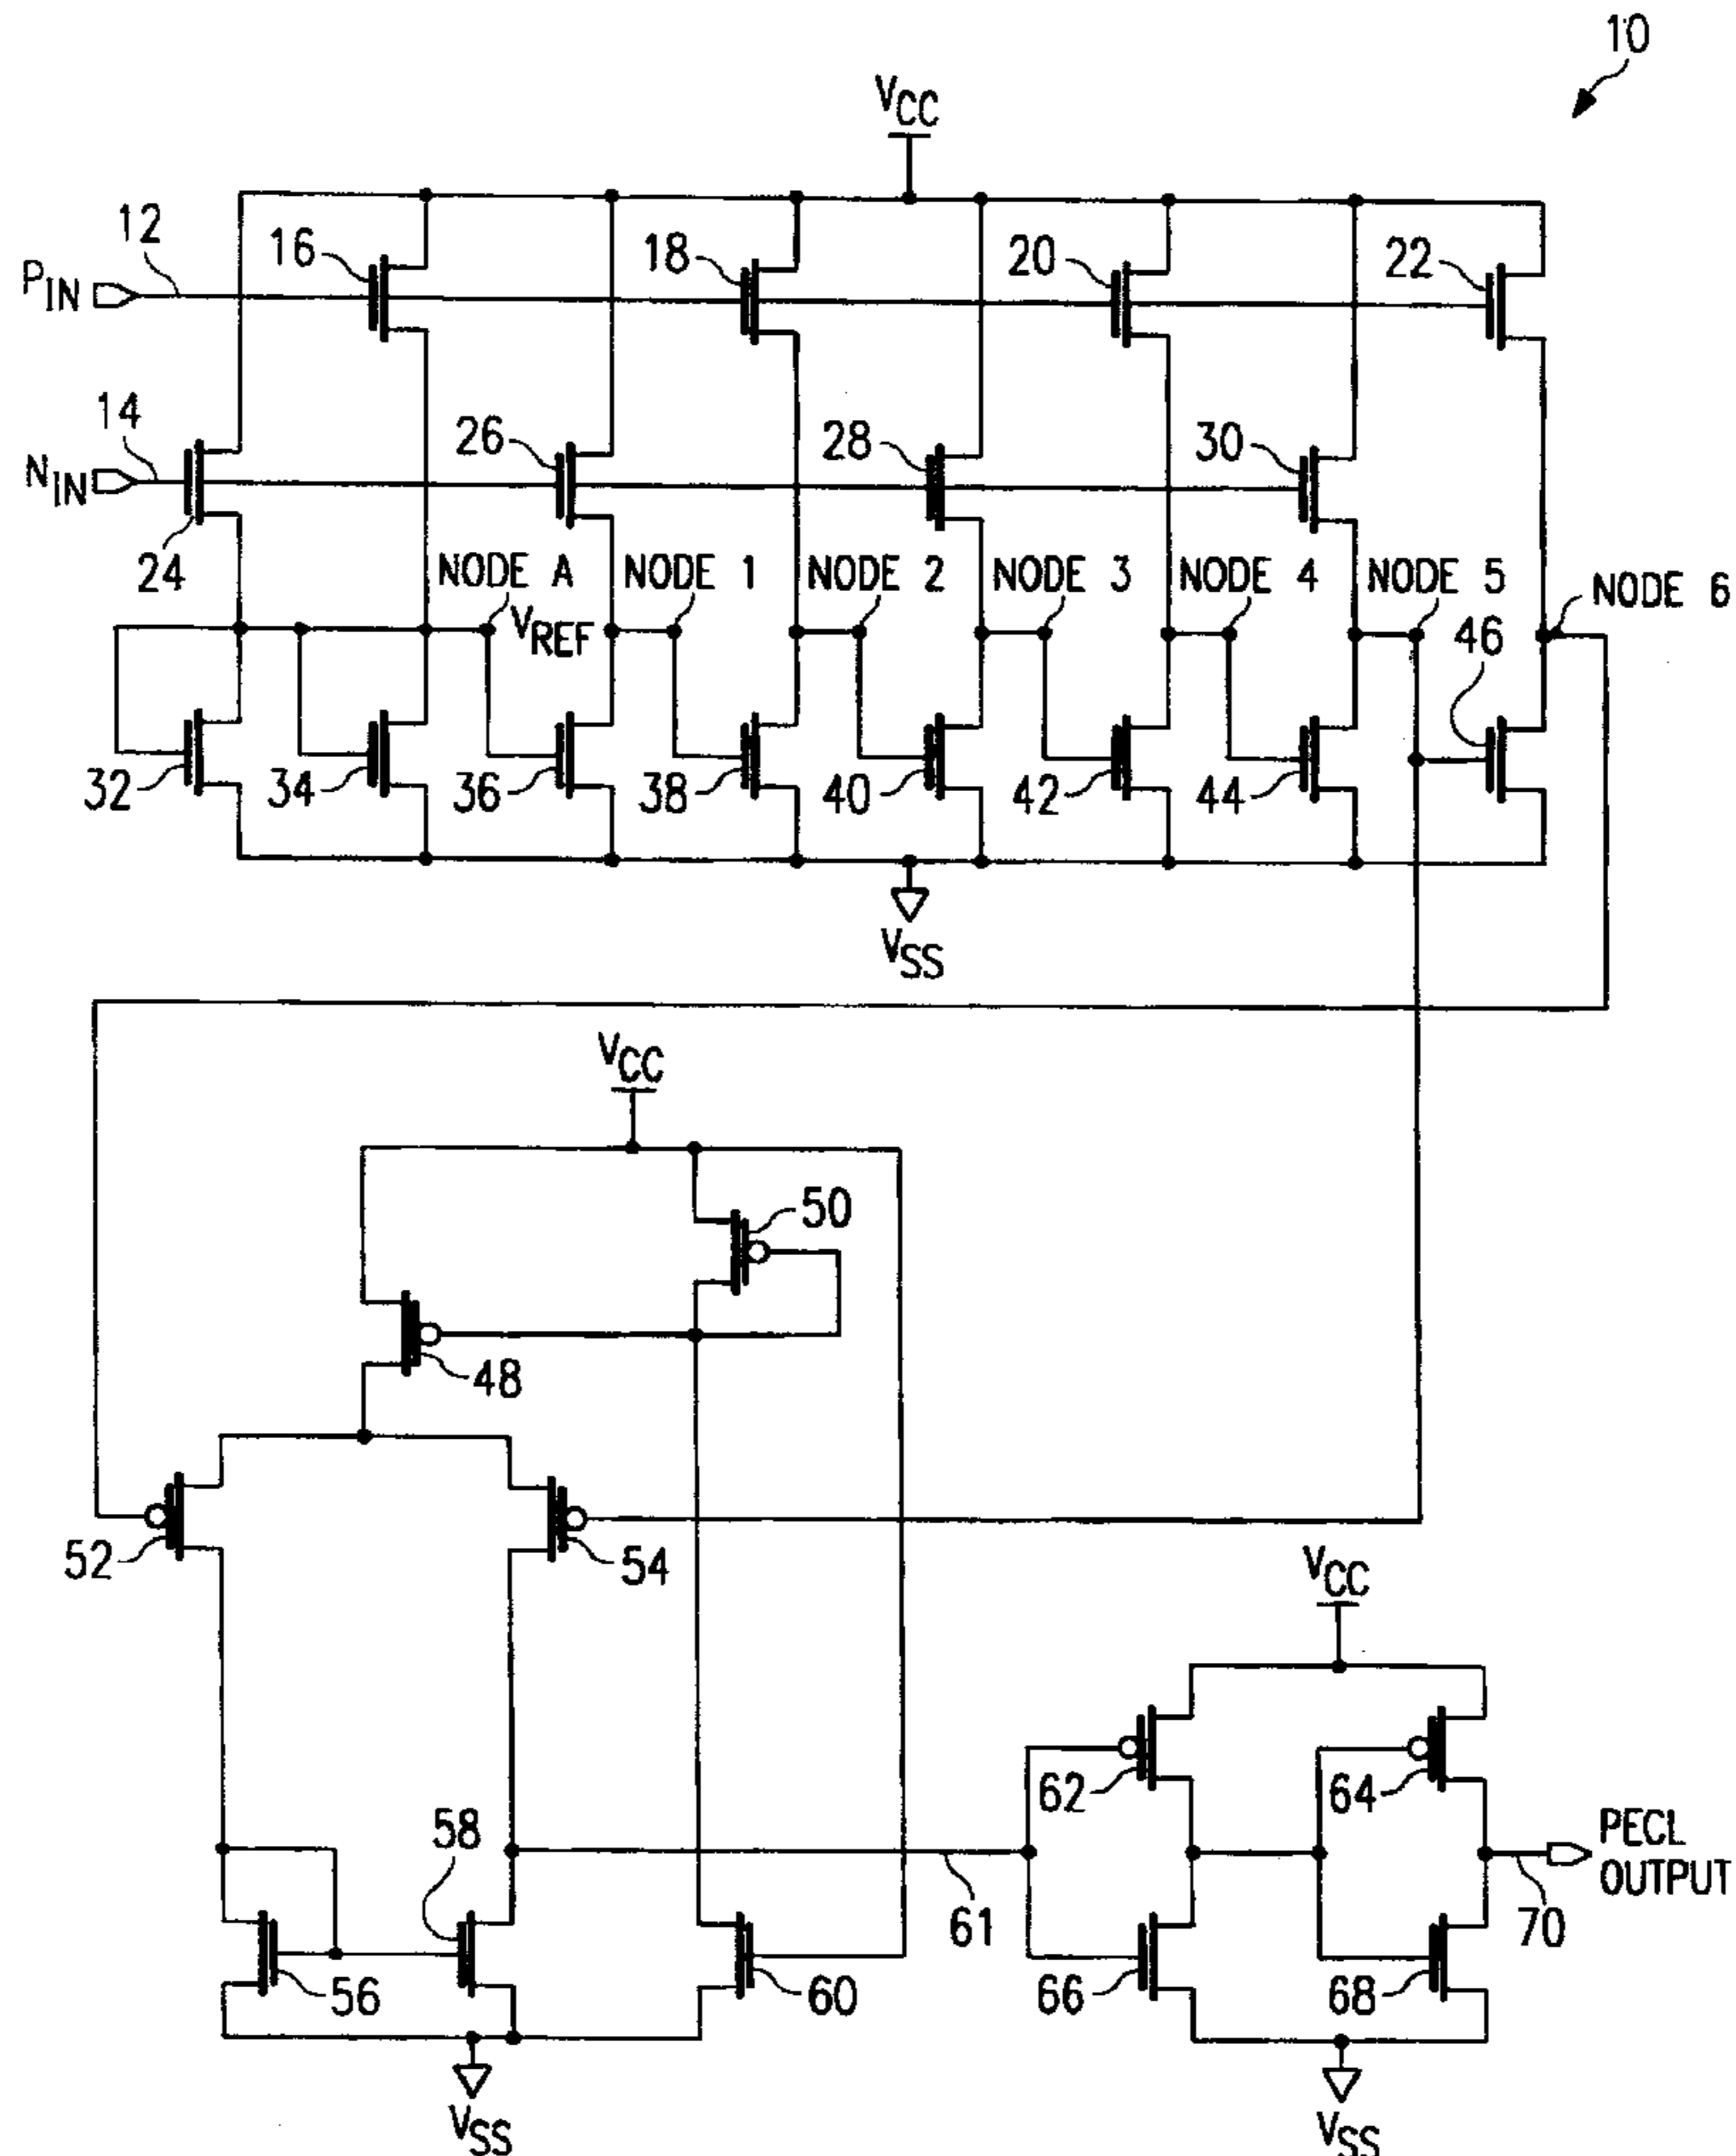 10
VCC
12
16
18
20
22
PIN
14
26
28
30
NIN
24
NODE A
NODE 1
NODE 2
NODE 3
NODE 4
NODE 5
NODE 6
VREF
46
32
34
36
38
40
42
44
VSS
VCC
50
48
52
54
VCC
62
64
58
PECL
OUTPUT
61
70
56
60
66
68
VSS
VSS